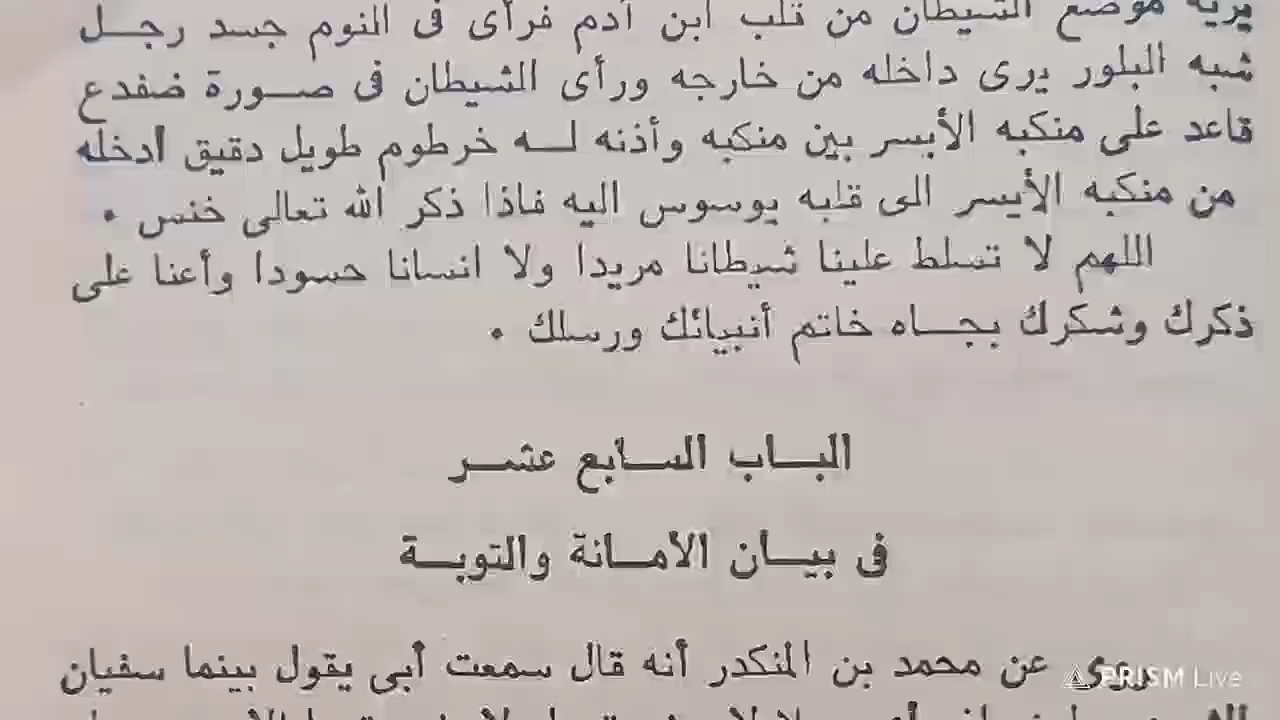 يريه موضع الشيطان من قلب ابن آدم فرأى فى النوم جسد رجل
شبه البلور يرى داخله من خارجه ورأى الشيطان فى صورة ضفدع
قاعد على منكبه الأيسر بين منكبه وأذنه له خرطوم طويل دقيق ادخله
من منكبه الأيسر الى قلبه يوسوس اليه فاذا ذكر الله تعالى خنس .
اللهم لا تسلط علينا شيطانا مريدا ولا انسانا حسودا وأعنا على
ذكرك وشكرك بجاه خاتم أنبيائك ورسلك .
الباب السابع عشر
فى بيان الأمانة والتوبة
روى عن محمد بن المنكدر أنه قال سمعت أبى يقول بينما سفيان
PRISM Live